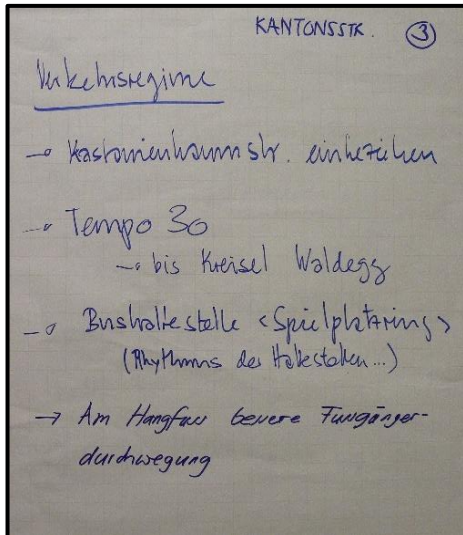 KANTONSSTR. ③
Verkehrsregime
→ Kastanienbaumstr. einbeziehen
→ Tempo 30
→ bis Kreisel Waldegg
→ Bushaltestelle <Spielplatzring>
(Rhythmus der Haltestellen...)
→ Am Hangfuss bessere Fussgänger-
durchwegung